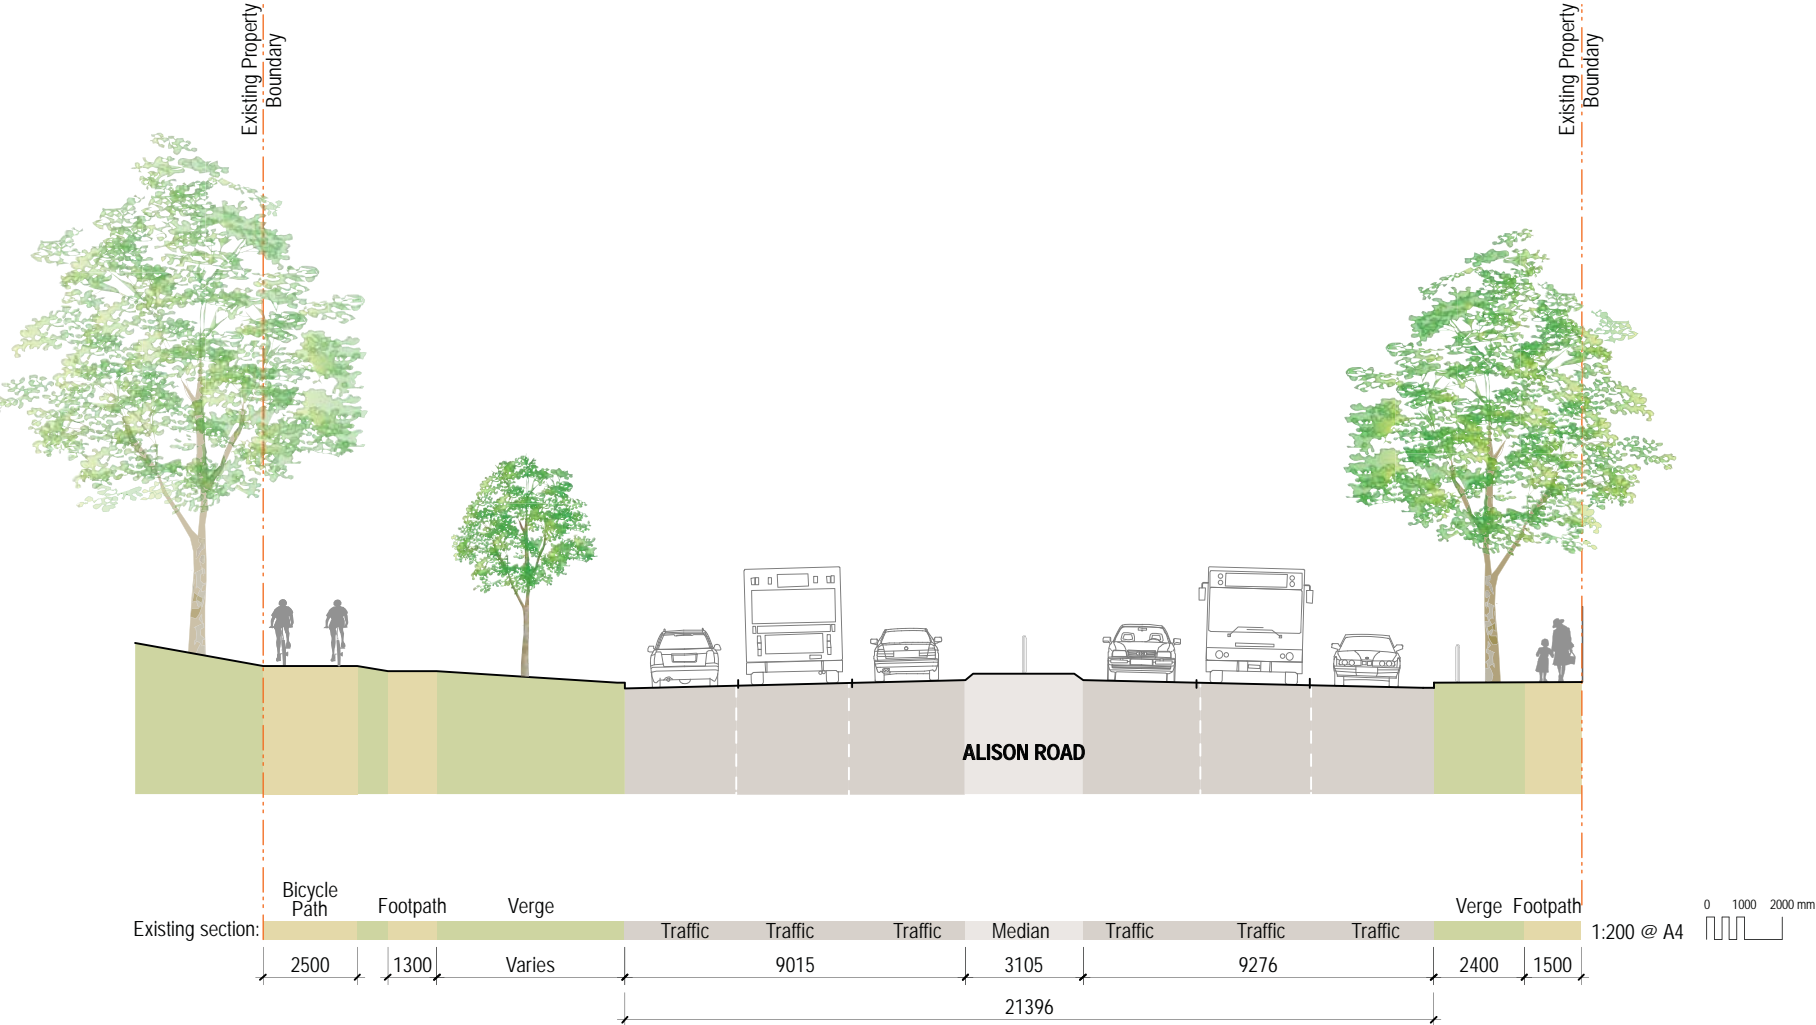 Existing Property
Boundary
Existing Property
Boundary
ALISON ROAD
Bicycle
Path
Footpath
Verge
Verge
Footpath
Existing section:
Traffic
Traffic
Traffic
Median
Traffic
Traffic
Traffic
1:200 @ A4
0 1000 2000 mm
2500
1300
Varies
9015
3105
9276
2400
1500
21396